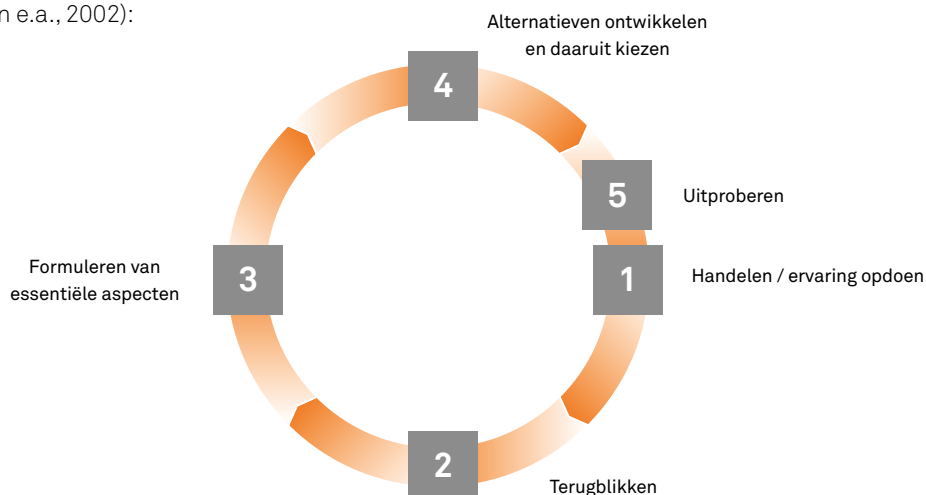 n e.a., 2002):
Alternatieven ontwikkelen
en daaruit kiezen
4
5
Uitproberen
Formuleren van
essentiële aspecten
3
1
Handelen / ervaring opdoen
2
Terugblikken